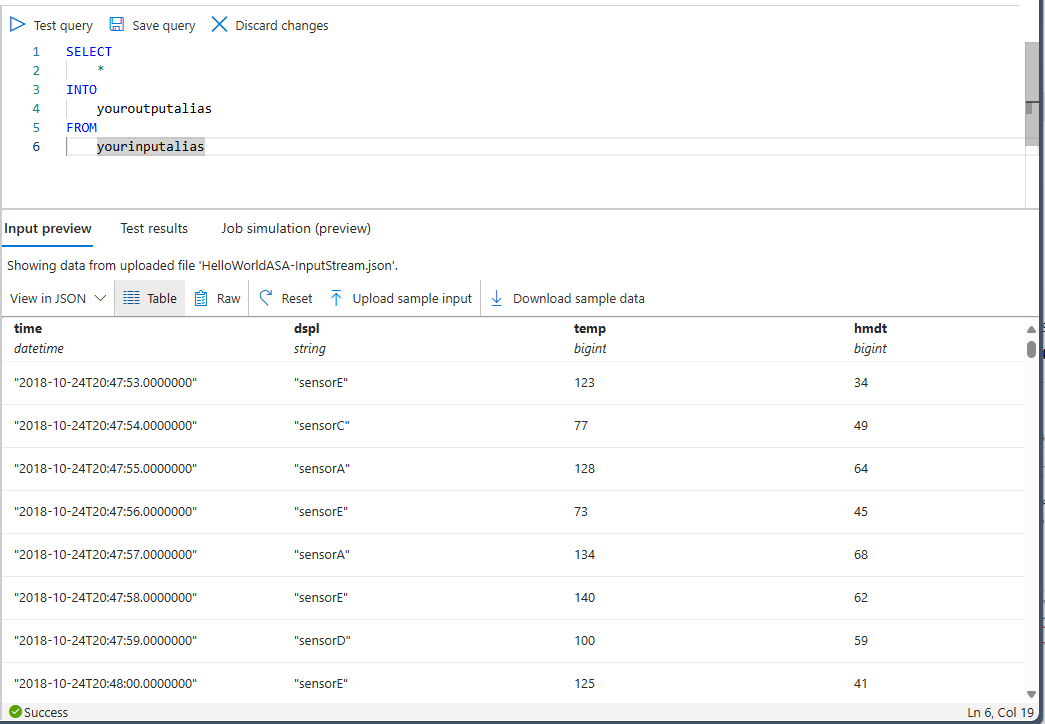 Test query Save query Discard changes
1 SELECT
2 *
3 INTO
4 youroutputalias
5 FROM
6 yourinputalias
Input preview Test results Job simulation (preview)
Showing data from uploaded file 'HelloWorldASA-InputStream.json'.
View in JSON Table Raw Reset Upload sample input Download sample data
time dspl temp hmdt
datetime string bigint bigint
"2018-10-24T20:47:53.0000000" "sensorE" 123 34
"2018-10-24T20:47:54.0000000" "sensorC" 77 49
"2018-10-24T20:47:55.0000000" "sensorA" 128 64
"2018-10-24T20:47:56.0000000" "sensorE" 73 45
"2018-10-24T20:47:57.0000000" "sensorA" 134 68
"2018-10-24T20:47:58.0000000" "sensorE" 140 62
"2018-10-24T20:47:59.0000000" "sensorD" 100 59
"2018-10-24T20:48:00.0000000" "sensorE" 125 41
Success Ln 6, Col 19